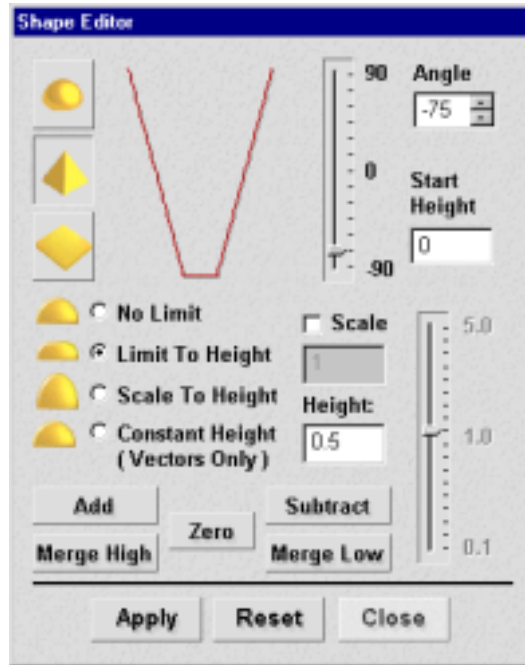 Shape Editor
90
Angle
-75
0
Start
Height
0
-90
No Limit
Scale
5.0
Limit To Height
1
Scale To Height
Height:
Constant Height
(Vectors Only)
0.5
1.0
Add
Subtract
Zero
Merge High
Merge Low
0.1
Apply
Reset
Close